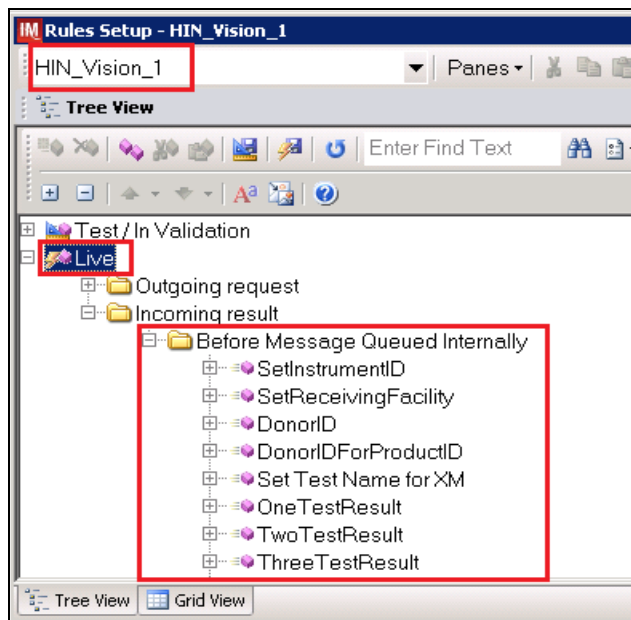 IM Rules Setup - HIN_Vision_1
HIN_Vision_1 Panes
Tree View
Enter Find Text
Aa
Test / In Validation
Live
Outgoing request
Incoming result
Before Message Queued Internally
SetInstrumentID
SetReceivingFacility
DonorID
DonorIDForProductID
Set Test Name for XM
OneTestResult
TwoTestResult
ThreeTestResult
Tree View Grid View